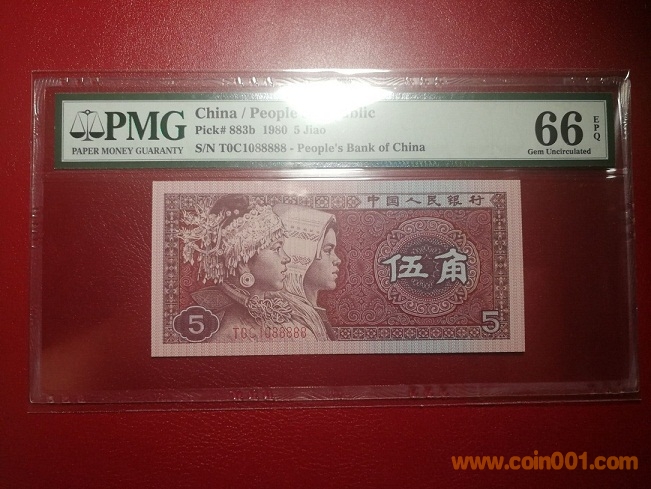 PMG
PAPER MONEY GUARANTY
China / People's Republic
Pick# 883b 1980 5 Jiao
S/N T0C1088888 - People's Bank of China
66 EPQ
Gem Uncirculated
中国人民银行
伍角
5
T0C1088888
5
www.coin001.com